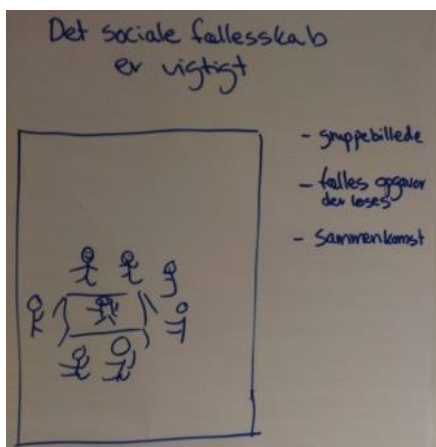 Det sociale fællesskab
er vigtigt
- gruppebillede
- fælles opgaver
der løses
- sammenkomst